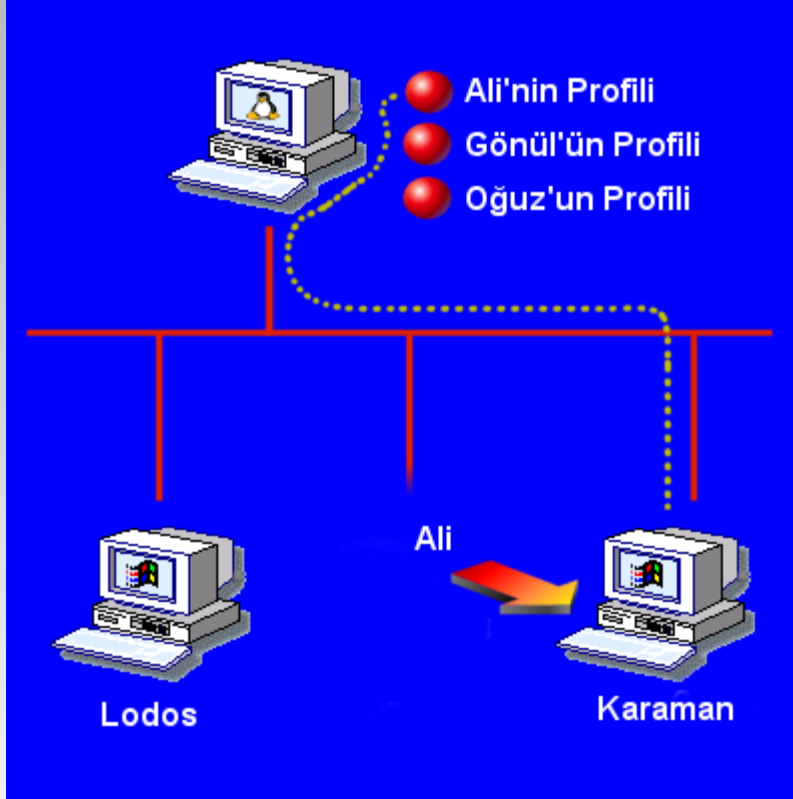 Ali'nin Profili
Gönül'ün Profili
Oğuz'un Profili
Ali
Lodos
Karaman